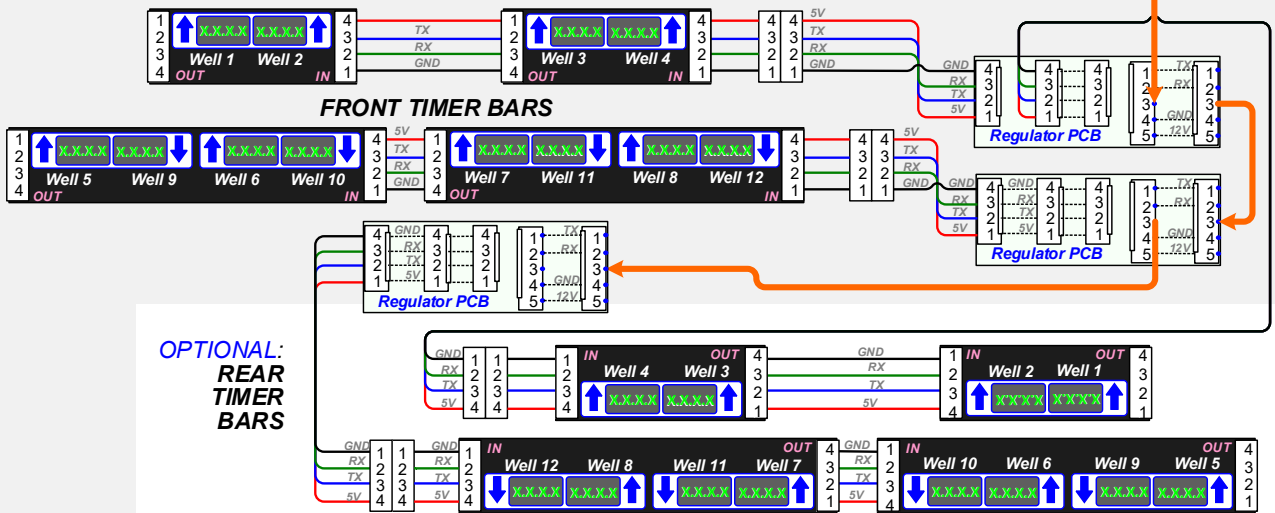 1 2 3 4 X.X.X.X X.X.X.X Well 1 Well 2 OUT IN 4 3 2 1
TX RX GND
1 2 3 4 X.X.X.X X.X.X.X Well 3 Well 4 OUT IN 4 3 2 1
4 3 2 1 4 3 2 1
5V TX RX GND
GND RX TX 5V
4 3 2 1 4 3 2 1 4 3 2 1
1 2 3 4 5 TX RX GND 12V 1 2 3 4 5
Regulator PCB
FRONT TIMER BARS
1 2 3 4 X.X.X.X X.X.X.X X.X.X.X X.X.X.X Well 5 Well 9 Well 6 Well 10 OUT IN 4 3 2 1
5V TX RX GND
1 2 3 4 X.X.X.X X.X.X.X X.X.X.X X.X.X.X Well 7 Well 11 Well 8 Well 12 OUT IN 4 3 2 1
4 3 2 1 4 3 2 1
5V TX RX GND
GND RX TX 5V
4 3 2 1 GND RX TX 5V 4 3 2 1 4 3 2 1
1 2 3 4 5 TX RX GND 12V 1 2 3 4 5
Regulator PCB
4 3 2 1 GND RX TX 5V 4 3 2 1 4 3 2 1
1 2 3 4 5 TX RX GND 12V 1 2 3 4 5
Regulator PCB
OPTIONAL:
REAR
TIMER
BARS
GND RX TX 5V
1 2 3 4 1 2 3 4
1 2 3 4 IN OUT Well 4 Well 3 X.X.X.X X.X.X.X 4 3 2 1
GND RX TX 5V
1 2 3 4 IN OUT Well 2 Well 1 X.X.X.X X.X.X.X 4 3 2 1
GND RX TX 5V
1 2 3 4 1 2 3 4
GND RX TX 5V
1 2 3 4 IN OUT Well 12 Well 8 Well 11 Well 7 X.X.X.X X.X.X.X X.X.X.X X.X.X.X 4 3 2 1
GND RX TX 5V
1 2 3 4 IN OUT Well 10 Well 6 Well 9 Well 5 X.X.X.X X.X.X.X X.X.X.X X.X.X.X 4 3 2 1